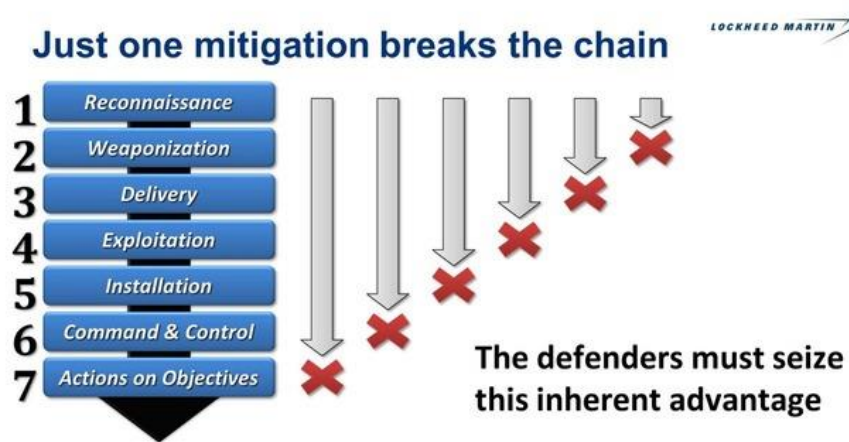 LOCKHEED MARTIN
Just one mitigation breaks the chain
1 Reconnaissance
2 Weaponization
3 Delivery
4 Exploitation
5 Installation
6 Command & Control
7 Actions on Objectives
The defenders must seize
this inherent advantage